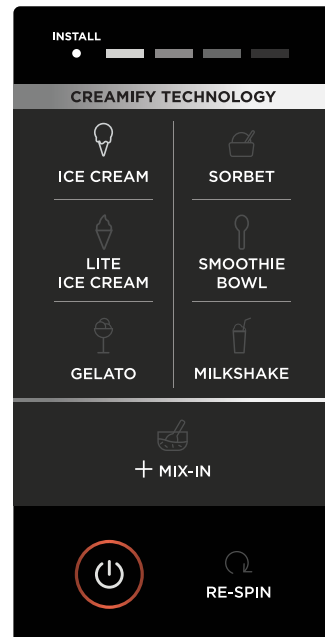 INSTALL
CREAMIFY TECHNOLOGY
ICE CREAM
SORBET
LITE
ICE CREAM
SMOOTHIE
BOWL
GELATO
MILKSHAKE
+ MIX-IN
RE-SPIN